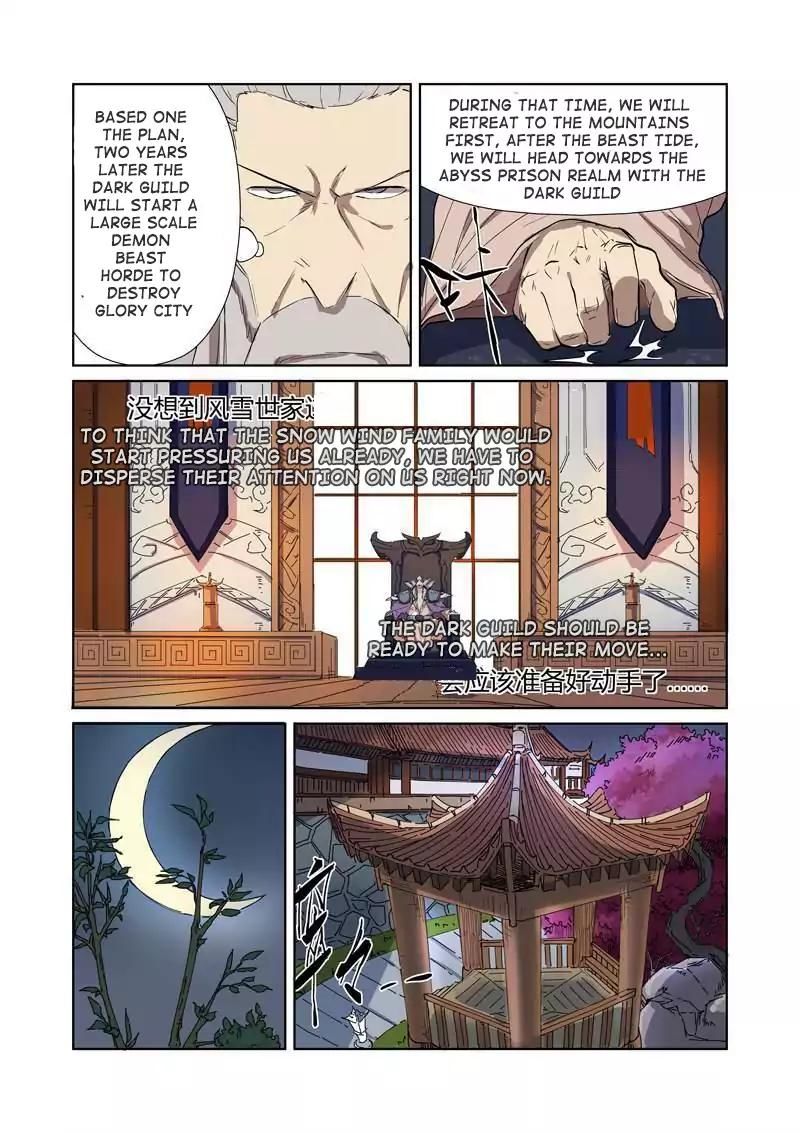 BASED ONE
THE PLAN,
TWO YEARS
LATER THE
DARK GUILD
WILL START A
LARGE SCALE
DEMON
BEAST
HORDE TO
DESTROY
GLORY CITY
DURING THAT TIME, WE WILL
RETREAT TO THE MOUNTAINS
FIRST, AFTER THE BEAST TIDE,
WE WILL HEAD TOWARDS THE
ABYSS PRISON REALM WITH THE
DARK GUILD
没想到风雪世家
TO THINK THAT THE SNOW WIND FAMILY WOULD
START PRESSURING US ALREADY, WE HAVE TO
DISPERSE THEIR ATTENTION ON US RIGHT NOW.
THE DARK GUILD SHOULD BE
READY TO MAKE THEIR MOVE...
会应该准备好动手了......